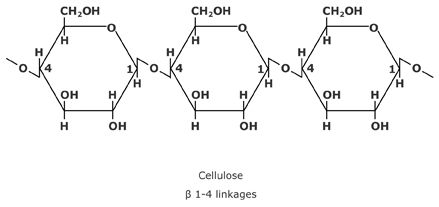 CH₂OH CH₂OH CH₂OH
O O O
H H H
H H H
O 4 1 O 4 1 O 4 1 O
H H H
OH H OH H OH H
H OH H OH H OH
Cellulose
β 1-4 linkages